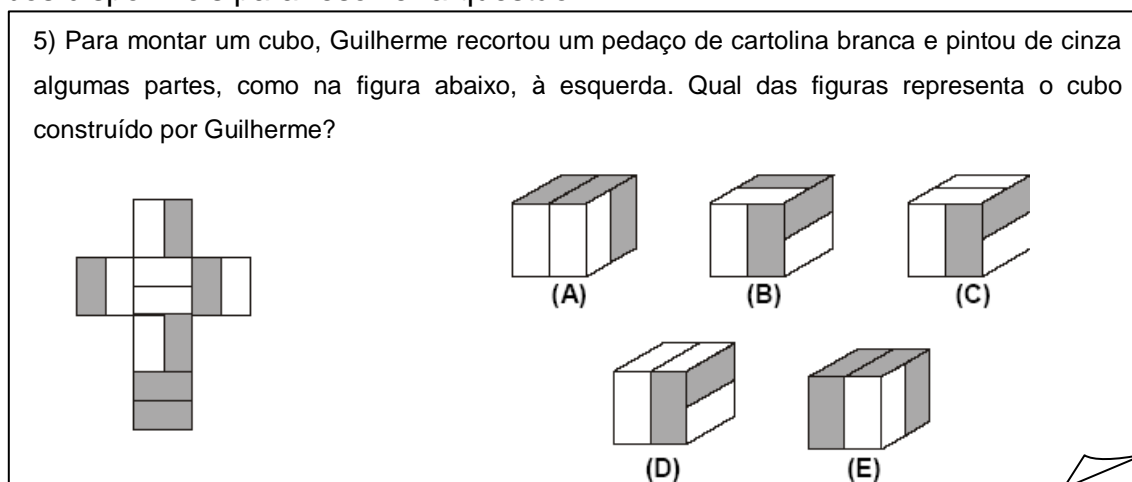 5) Para montar um cubo, Guilherme recortou um pedaço de cartolina branca e pintou de cinza
algumas partes, como na figura abaixo, à esquerda. Qual das figuras representa o cubo
construído por Guilherme?
(A)
(B)
(C)
(D)
(E)